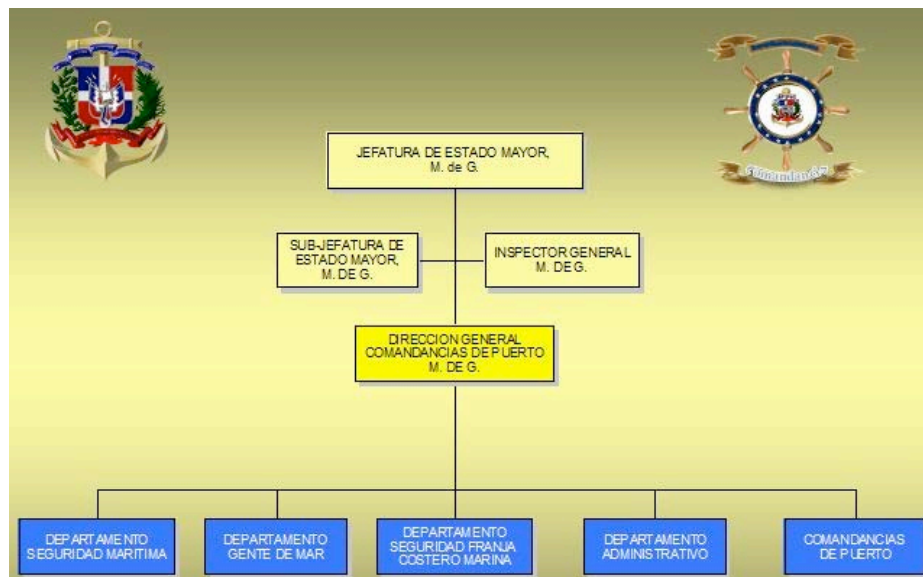 JEFATURA DE ESTADO MAYOR,
M. de G.
SUB-JEFATURA DE
ESTADO MAYOR,
M. DE G.
INSPECTOR GENERAL
M. DE G.
DIRECCION GENERAL
COMANDANCIAS DE PUERTO
M. DE G.
DEPARTAMENTO
SEGURIDAD MARITIMA
DEPARTAMENTO
GENTE DE MAR
DEPARTAMENTO
SEGURIDAD FRANJA
COSTERO MARINA
DEPARTAMENTO
ADMINISTRATIVO
COMANDANCIAS
DE PUERTO